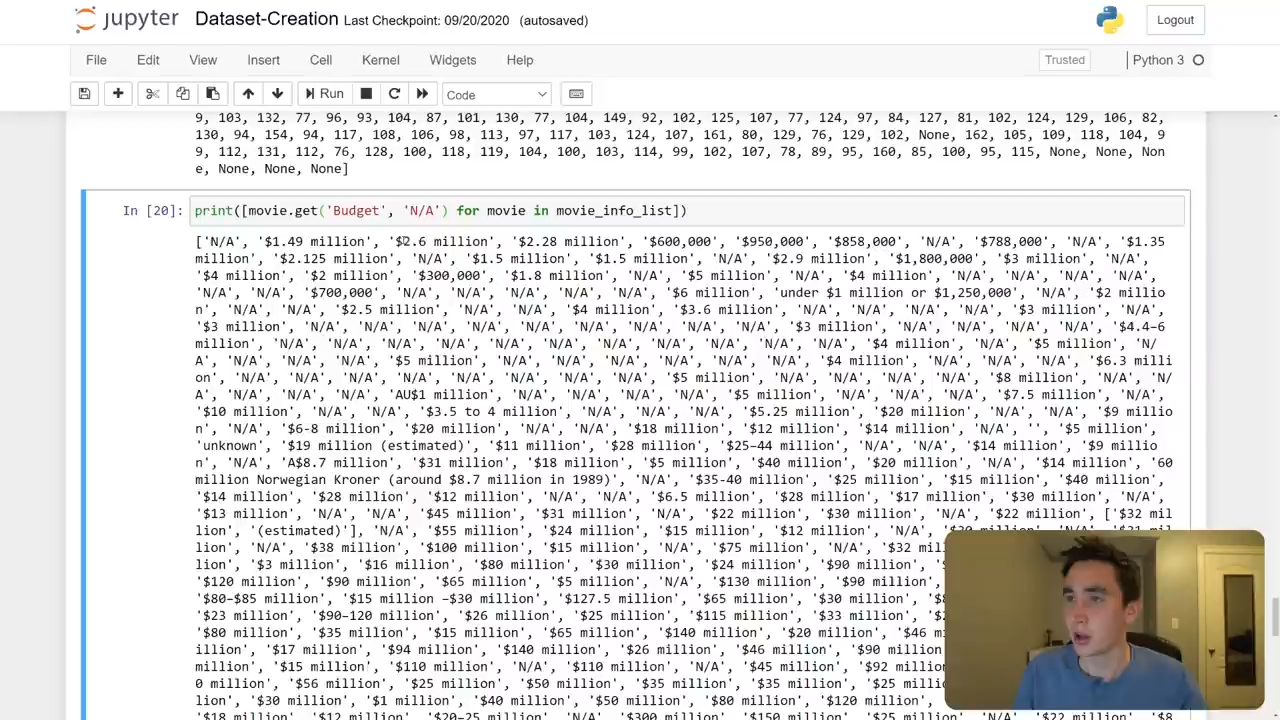 jupyter Dataset-Creation Last Checkpoint: 09/20/2020 (autosaved)
Logout
File Edit View Insert Cell Kernel Widgets Help
Trusted
Python 3
Run
Code
9, 103, 132, 77, 96, 93, 104, 87, 101, 130, 77, 104, 149, 92, 102, 125, 107, 77, 124, 97, 84, 127, 81, 102, 124, 129, 106, 82,
130, 94, 154, 94, 117, 108, 106, 98, 113, 97, 117, 103, 124, 107, 161, 80, 129, 76, 129, 102, None, 162, 105, 109, 118, 104, 9
9, 112, 131, 112, 76, 128, 100, 118, 119, 104, 100, 103, 114, 99, 102, 107, 78, 89, 95, 160, 85, 100, 95, 115, None, None, Non
e, None, None, None]
In [20]: print([movie.get('Budget', 'N/A') for movie in movie_info_list])
['N/A', '$1.49 million', '$2.6 million', '$2.28 million', '$600,000', '$950,000', '$858,000', 'N/A', '$788,000', 'N/A', '$1.35
million', '$2.125 million', 'N/A', '$1.5 million', '$1.5 million', 'N/A', '$2.9 million', '$1,800,000', '$3 million', 'N/A',
'$4 million', '$2 million', '$300,000', '$1.8 million', 'N/A', '$5 million', 'N/A', '$4 million', 'N/A', 'N/A', 'N/A', 'N/A',
'N/A', 'N/A', '$700,000', 'N/A', 'N/A', 'N/A', 'N/A', 'N/A', '$6 million', 'under $1 million or $1,250,000', 'N/A', '$2 millio
n', 'N/A', 'N/A', '$2.5 million', 'N/A', 'N/A', '$4 million', '$3.6 million', 'N/A', 'N/A', 'N/A', 'N/A', '$3 million', 'N/A',
'$3 million', 'N/A', 'N/A', 'N/A', 'N/A', 'N/A', 'N/A', 'N/A', 'N/A', 'N/A', '$3 million', 'N/A', 'N/A', 'N/A', 'N/A', '$4.4–6
million', 'N/A', 'N/A', 'N/A', 'N/A', 'N/A', 'N/A', 'N/A', 'N/A', 'N/A', 'N/A', '$4 million', 'N/A', '$5 million', 'N/
A', 'N/A', 'N/A', 'N/A', '$5 million', 'N/A', 'N/A', 'N/A', 'N/A', 'N/A', 'N/A', '$4 million', 'N/A', 'N/A', 'N/A', '$6.3 milli
on', 'N/A', 'N/A', 'N/A', 'N/A', 'N/A', 'N/A', 'N/A', '$5 million', 'N/A', 'N/A', 'N/A', 'N/A', '$8 million', 'N/A', 'N/
A', 'N/A', 'N/A', 'N/A', 'AU$1 million', 'N/A', 'N/A', 'N/A', 'N/A', '$5 million', 'N/A', 'N/A', 'N/A', '$7.5 million', 'N/A',
'$10 million', 'N/A', 'N/A', '$3.5 to 4 million', 'N/A', 'N/A', 'N/A', '$5.25 million', '$20 million', 'N/A', 'N/A', '$9 millio
n', 'N/A', '$6-8 million', '$20 million', 'N/A', 'N/A', '$18 million', '$12 million', '$14 million', 'N/A', '', '$5 million',
'unknown', '$19 million (estimated)', '$11 million', '$28 million', '$25–44 million', 'N/A', 'N/A', '$14 million', '$9 millio
n', 'N/A', 'A$8.7 million', '$31 million', '$18 million', '$5 million', '$40 million', '$20 million', 'N/A', '$14 million', '60
million Norwegian Kroner (around $8.7 million in 1989)', 'N/A', '$35-40 million', '$25 million', '$15 million', '$40 million',
'$14 million', '$28 million', '$12 million', 'N/A', 'N/A', '$6.5 million', '$28 million', '$17 million', '$30 million', 'N/A',
'$13 million', 'N/A', 'N/A', '$45 million', '$31 million', 'N/A', '$22 million', '$30 million', 'N/A', '$22 million', ['$32 mil
lion', '(estimated)'], 'N/A', '$55 million', '$24 million', '$15 million', '$12 million', 'N/A',
lion', 'N/A', '$38 million', '$100 million', '$15 million', 'N/A', '$75 million', 'N/A', '$32 mil
'N/A', '$3 million', '$80 million', '$30 million', '$24 million', '$90 million',
'$120 million', '$90 million', '$65 million', '$5 million', 'N/A', '$130 million', '$90 million',
'$80–$85 million', –$30 million', '$127.5 million', '$65 million', '$30 million',
'$23 million', '$90–120 million', '$26 million', '$25 million', '$115 million', '$33 million',
'$80 million', '$35 million', '$15 million', '$65 million', '$140 million', '$20 million', '$46 m
illion', '$17 million', '$140 million', '$26 million', '$46 million', '$90 million
million', '$15 million', '$110 million', 'N/A', '$110 million', 'N/A', '$45 million', '$92 million
0 million', '$56 million', '$25 million', '$50 million', '$35 million', '$35 million', '$25 milli
lion', '$30 million', '$1 million', '$40 million', '$50 million', '$80 million', '$120 million',
'$18 million', 'N/A', '$300 million', '$150 million', '$25 million', 'N/A', '$22 million', '$8